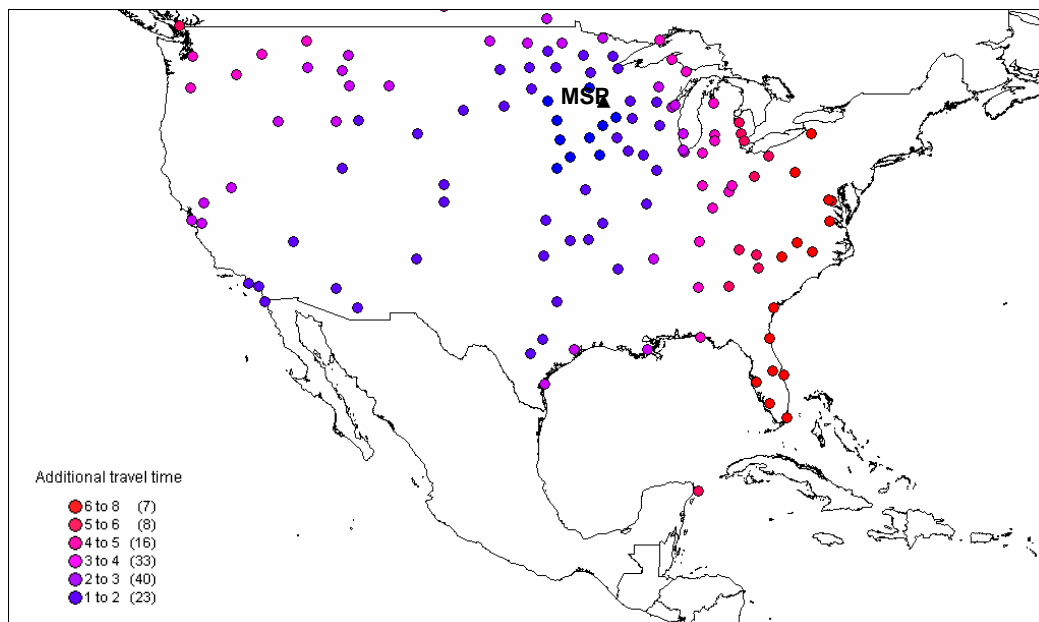 MSP
Additional travel time
6 to 8 (7)
5 to 6 (8)
4 to 5 (16)
3 to 4 (33)
2 to 3 (40)
1 to 2 (23)